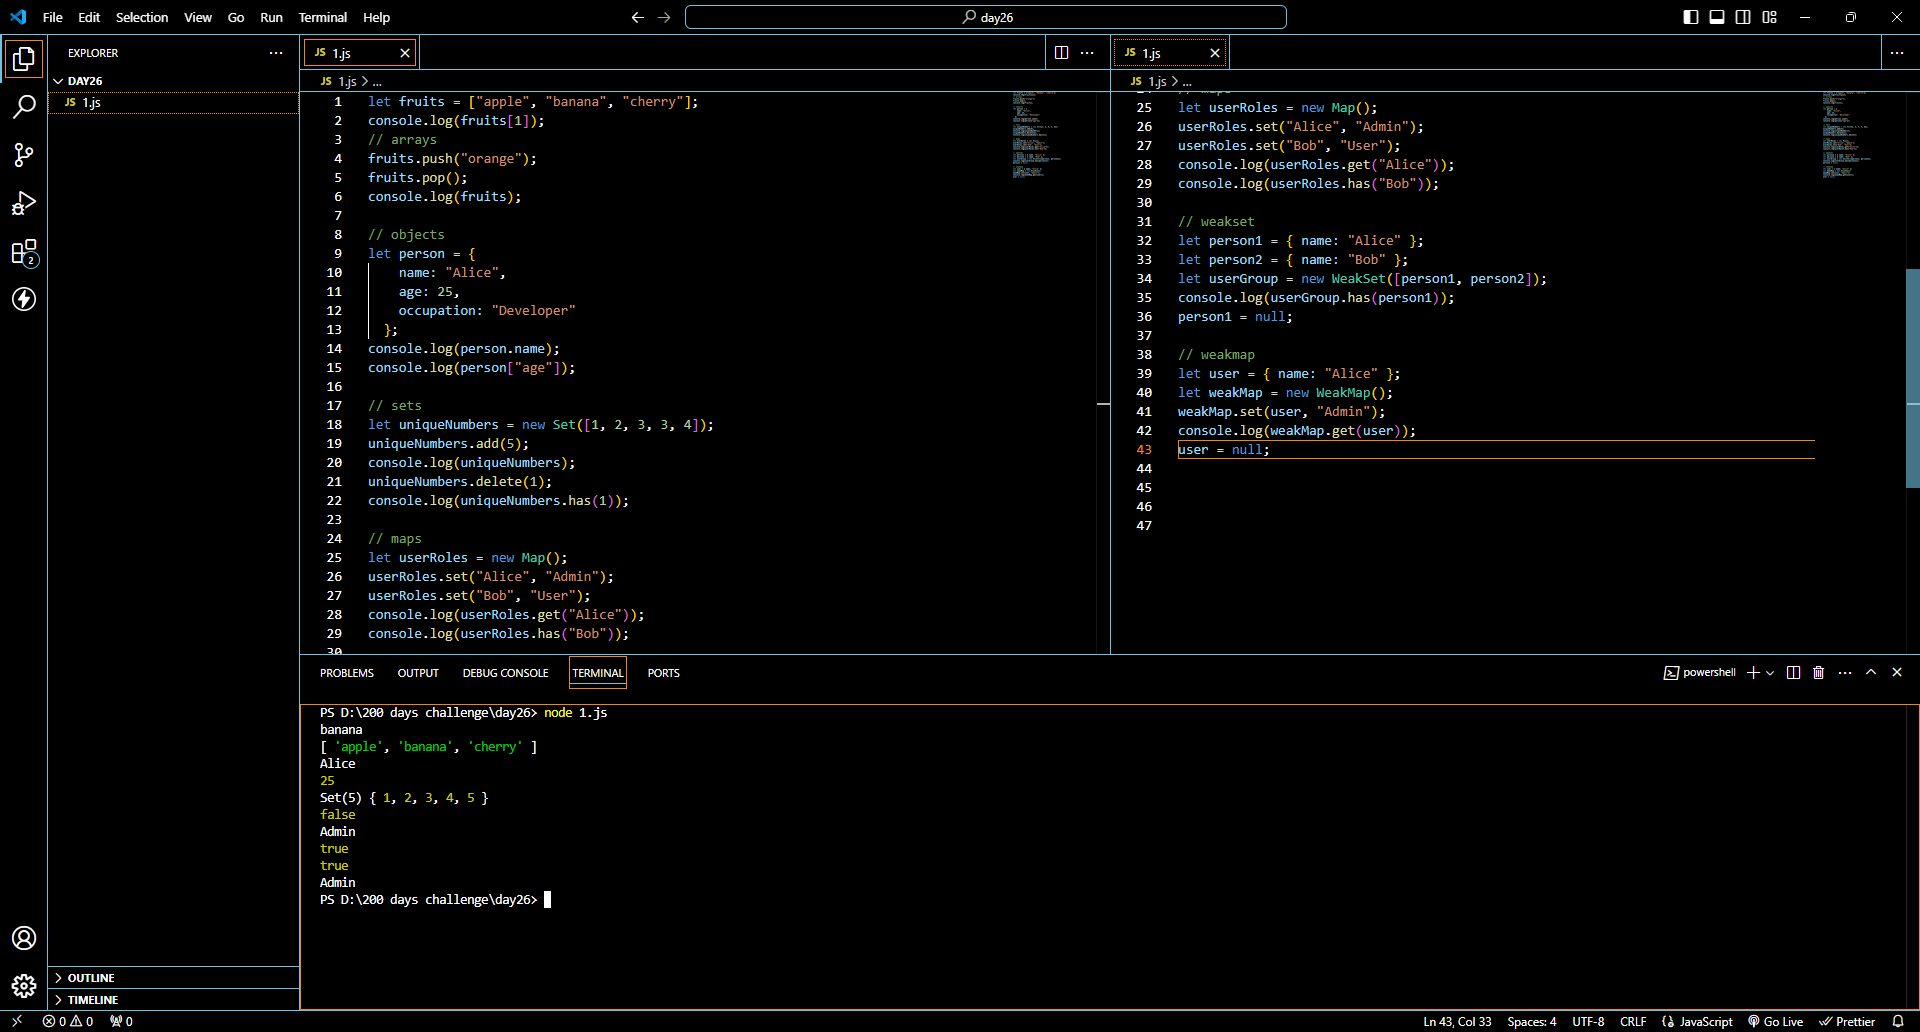 File Edit Selection View Go Run Terminal Help
day26
EXPLORER
DAY26
JS 1.js
2
OUTLINE
TIMELINE
JS 1.js
JS 1.js > ...
1 let fruits = ["apple", "banana", "cherry"];
2 console.log(fruits[1]);
3 // arrays
4 fruits.push("orange");
5 fruits.pop();
6 console.log(fruits);
7
8 // objects
9 let person = {
10 name: "Alice",
11 age: 25,
12 occupation: "Developer"
13 };
14 console.log(person.name);
15 console.log(person["age"]);
16
17 // sets
18 let uniqueNumbers = new Set([1, 2, 3, 3, 4]);
19 uniqueNumbers.add(5);
20 console.log(uniqueNumbers);
21 uniqueNumbers.delete(1);
22 console.log(uniqueNumbers.has(1));
23
24 // maps
25 let userRoles = new Map();
26 userRoles.set("Alice", "Admin");
27 userRoles.set("Bob", "User");
28 console.log(userRoles.get("Alice"));
29 console.log(userRoles.has("Bob"));
30
JS 1.js
JS 1.js > ...
24 // maps
25 let userRoles = new Map();
26 userRoles.set("Alice", "Admin");
27 userRoles.set("Bob", "User");
28 console.log(userRoles.get("Alice"));
29 console.log(userRoles.has("Bob"));
30
31 // weakset
32 let person1 = { name: "Alice" };
33 let person2 = { name: "Bob" };
34 let userGroup = new WeakSet([person1, person2]);
35 console.log(userGroup.has(person1));
36 person1 = null;
37
38 // weakmap
39 let user = { name: "Alice" };
40 let weakMap = new WeakMap();
41 weakMap.set(user, "Admin");
42 console.log(weakMap.get(user));
43 user = null;
44
45
46
47
PROBLEMS OUTPUT DEBUG CONSOLE TERMINAL PORTS
powershell
PS D:\200 days challenge\day26> node 1.js
banana
[ 'apple', 'banana', 'cherry' ]
Alice
25
Set(5) { 1, 2, 3, 4, 5 }
false
Admin
true
true
Admin
PS D:\200 days challenge\day26>
0 0 0
Ln 43, Col 33 Spaces: 4 UTF-8 CRLF {} JavaScript Go Live Prettier